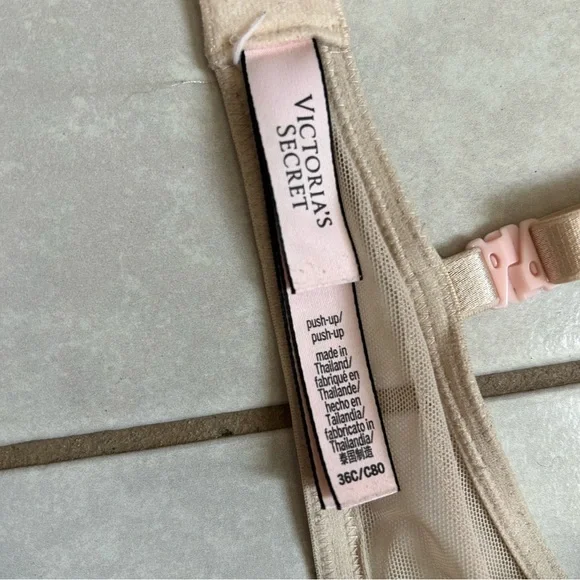 VICTORIA'S
SECRET
push-up/
push-up
made in
Thailand/
fabriqué en
Thaïlande/
hecho en
Tailandia/
fabbricato in
Thailandia/
泰国制造
36C/C80